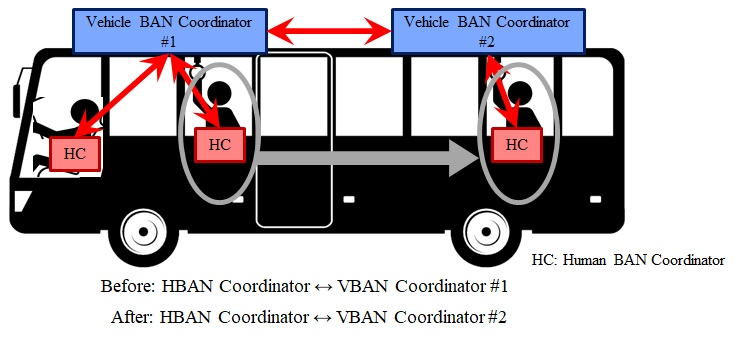 Vehicle BAN Coordinator
#1
Vehicle BAN Coordinator
#2
HC
HC
HC
HC: Human BAN Coordinator
Before: HBAN Coordinator ↔ VBAN Coordinator #1
After: HBAN Coordinator ↔ VBAN Coordinator #2